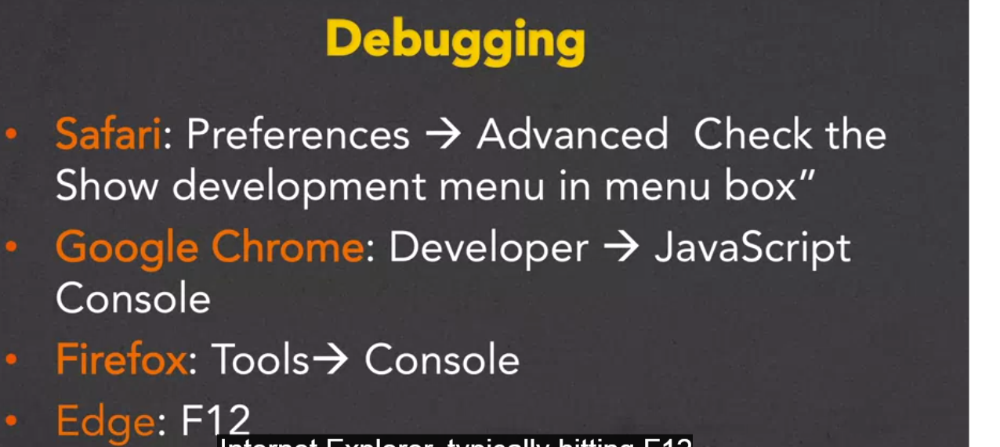 Debugging
• Safari: Preferences → Advanced  Check the
Show development menu in menu box”
• Google Chrome: Developer → JavaScript
Console
• Firefox: Tools→ Console
• Edge: F12
Internet Explorer, typically hitting F12